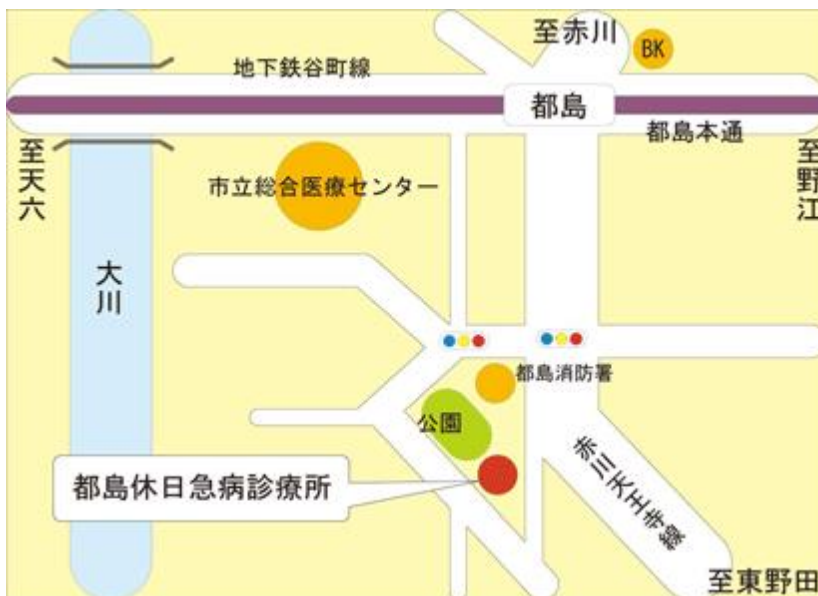 至赤川
BK
地下鉄谷町線
都島
都島本通
至天六
至野江
市立総合医療センター
大川
都島消防署
公園
赤川天王寺線
都島休日急病診療所
至東野田